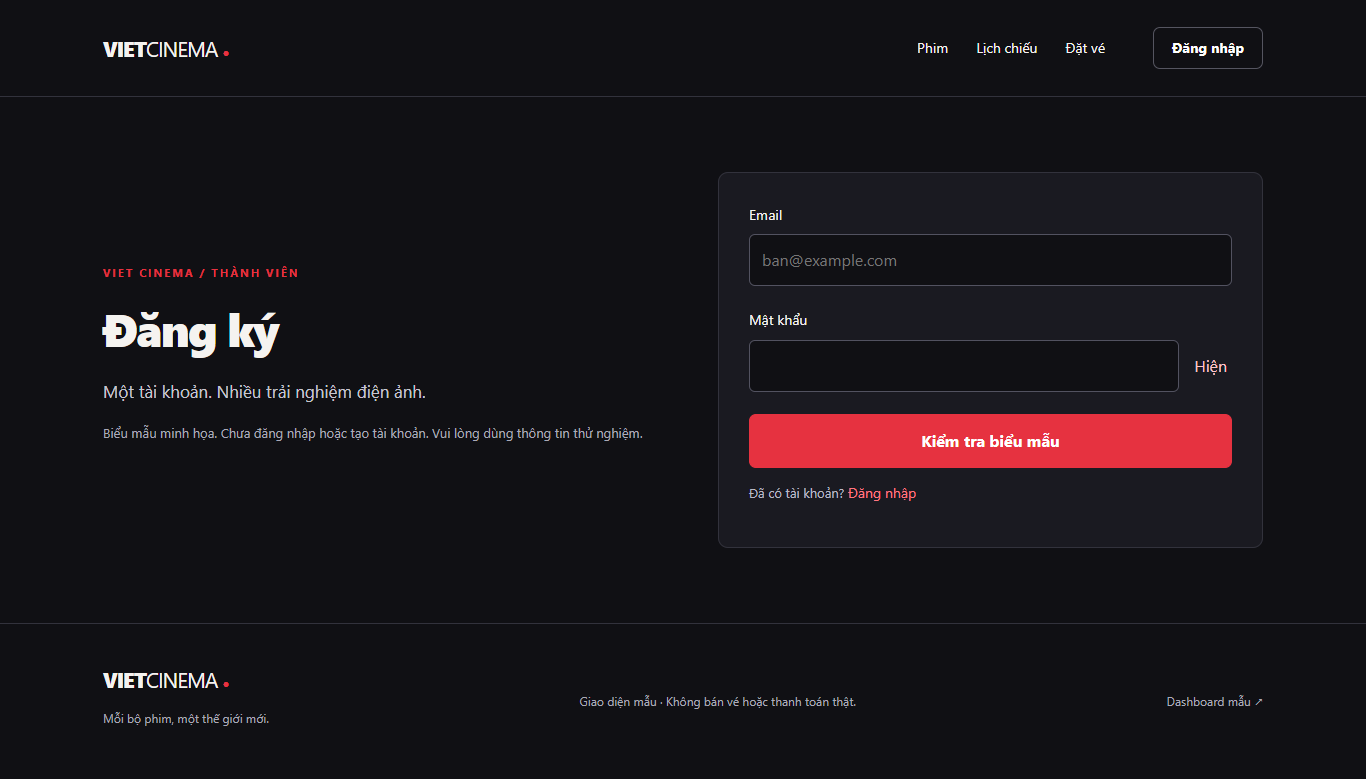 VIETCINEMA.
Phim Lịch chiếu Đặt vé Đăng nhập
VIET CINEMA / THÀNH VIÊN
Đăng ký
Một tài khoản. Nhiều trải nghiệm điện ảnh.
Biểu mẫu minh họa. Chưa đăng nhập hoặc tạo tài khoản. Vui lòng dùng thông tin thử nghiệm.
Email
ban@example.com
Mật khẩu
Hiện
Kiểm tra biểu mẫu
Đã có tài khoản? Đăng nhập
VIETCINEMA.
Mỗi bộ phim, một thế giới mới.
Giao diện mẫu · Không bán vé hoặc thanh toán thật.
Dashboard mẫu ↗